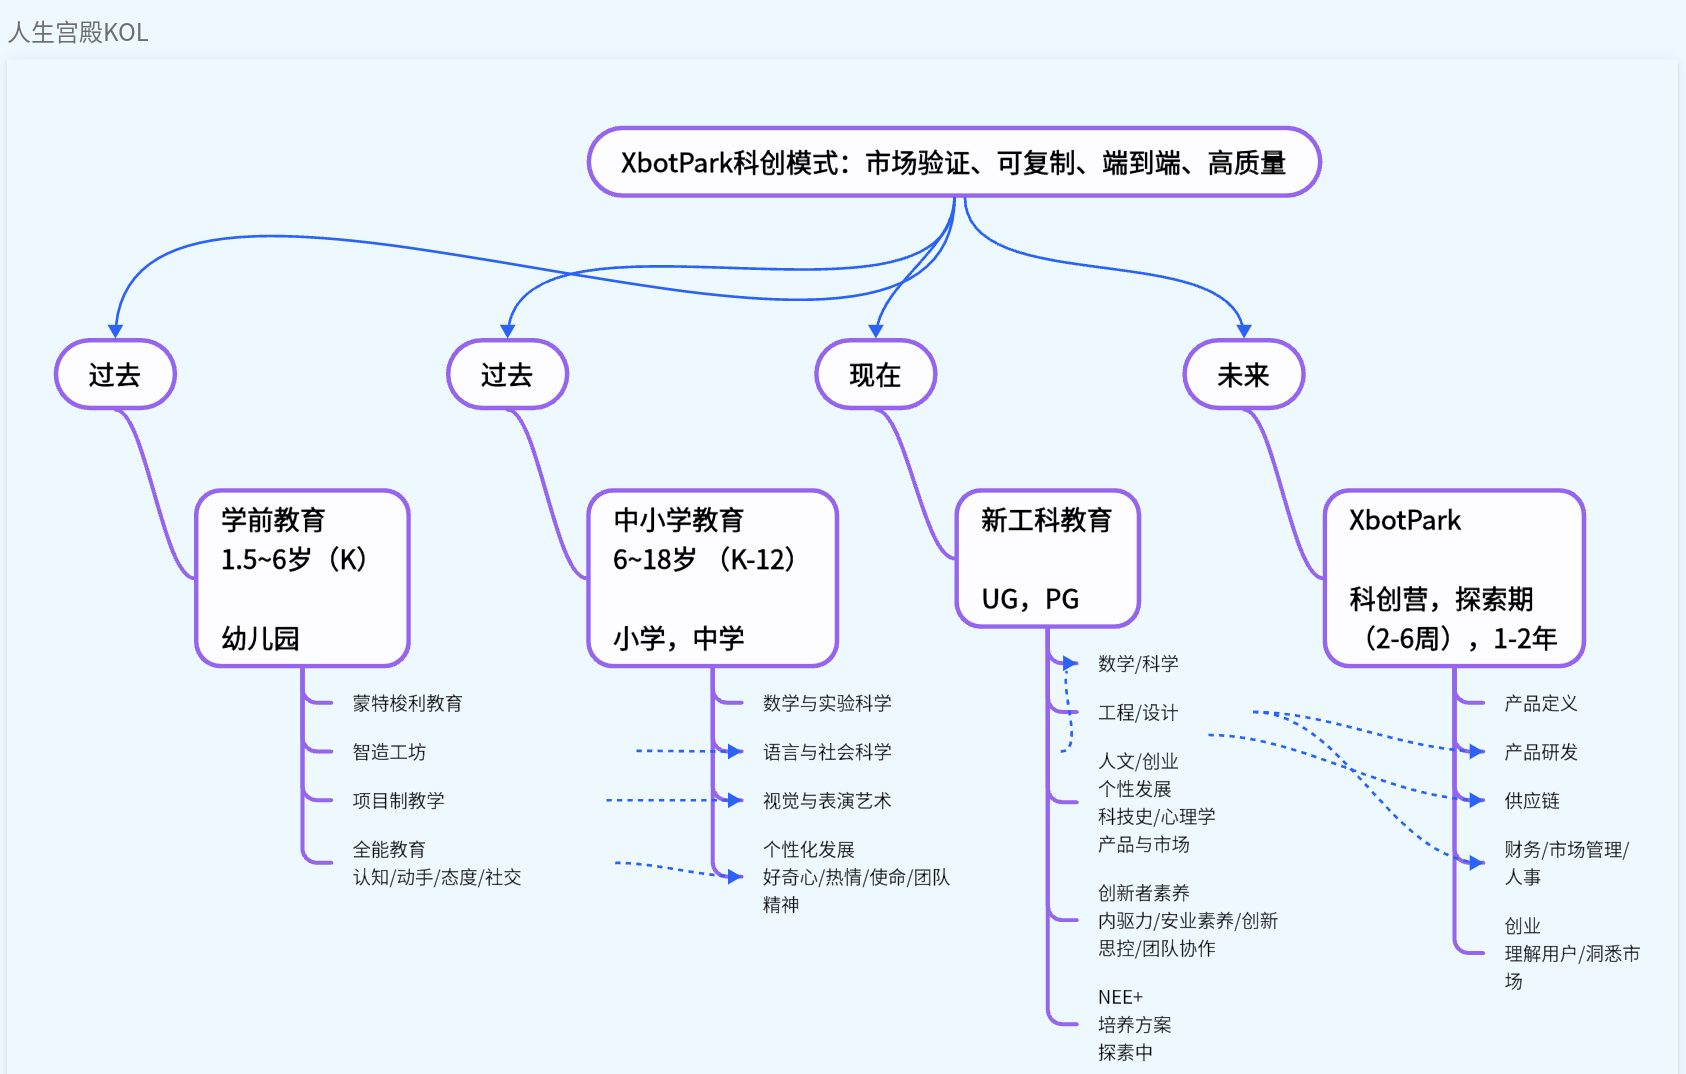 人生宫殿KOL
XbotPark科创模式：市场验证、可复制、端到端、高质量
过去
过去
现在
未来
学前教育
1.5~6岁（K）
幼儿园
蒙特梭利教育
智造工坊
项目制教学
全能教育
认知/动手/态度/社交
中小学教育
6~18岁 （K-12）
小学，中学
数学与实验科学
语言与社会科学
视觉与表演艺术
个性化发展
好奇心/热情/使命/团队
精神
新工科教育
UG，PG
数学/科学
工程/设计
人文/创业
个性发展
科技史/心理学
产品与市场
创新者素养
内驱力/安业素养/创新
思控/团队协作
NEE+
培养方案
探素中
XbotPark
科创营，探索期
（2-6周），1-2年
产品定义
产品研发
供应链
财务/市场管理/
人事
创业
理解用户/洞悉市
场